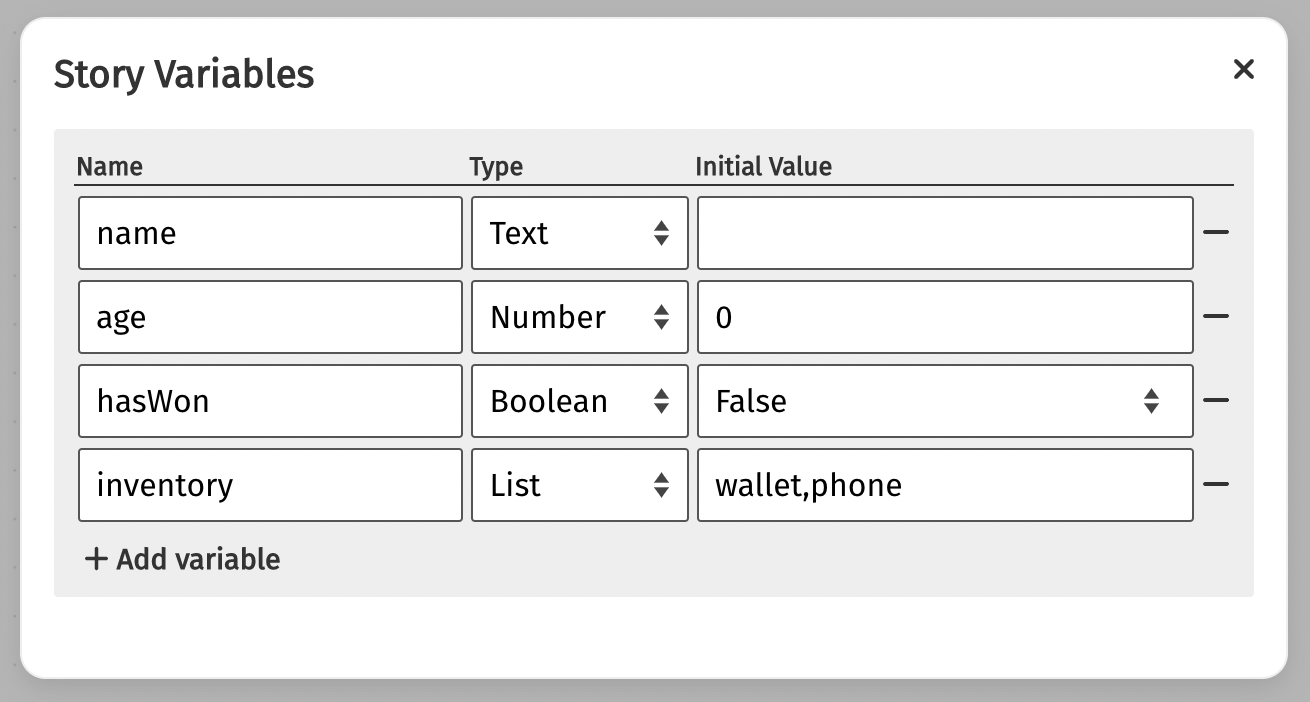 Story Variables
Name Type Initial Value
name Text
age Number 0
hasWon Boolean False
inventory List wallet,phone
+ Add variable